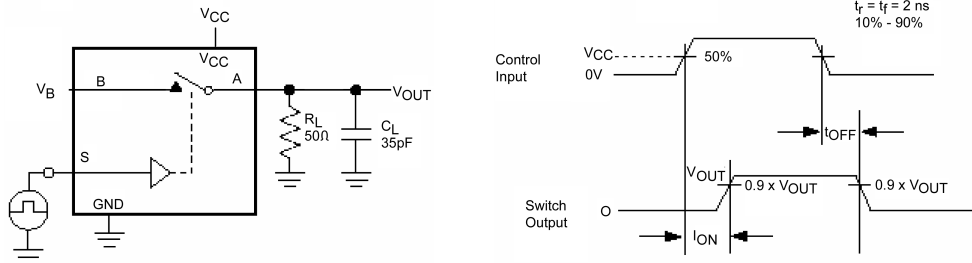 VCC
VCC
VB
B
A
VOUT
RL
50Ω
CL
35pF
S
GND
tr = tf = 2 ns
10% - 90%
Control
Input
VCC
50%
0V
tOFF
VOUT
0.9 x VOUT
0.9 x VOUT
Switch
Output
O
ION